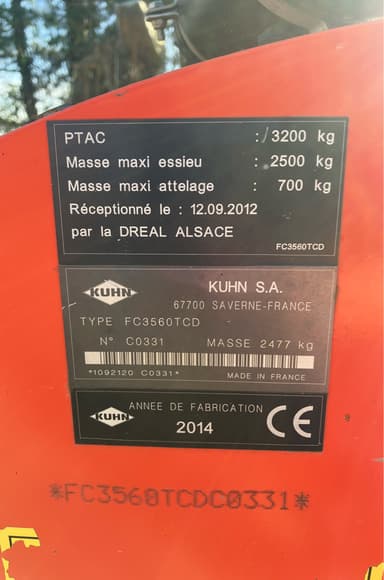 PTAC : 3200 kg
Masse maxi essieu : 2500 kg
Masse maxi attelage : 700 kg
Réceptionné le : 12.09.2012
par la DREAL ALSACE
FC3560TCD
KUHN
KUHN S.A.
67700 SAVERNE-FRANCE
TYPE FC3560TCD
N° C0331 MASSE 2477 kg
*1092120 C0331*
MADE IN FRANCE
KUHN
ANNEE DE FABRICATION
2014
CE
*FC3560TCDC0331*